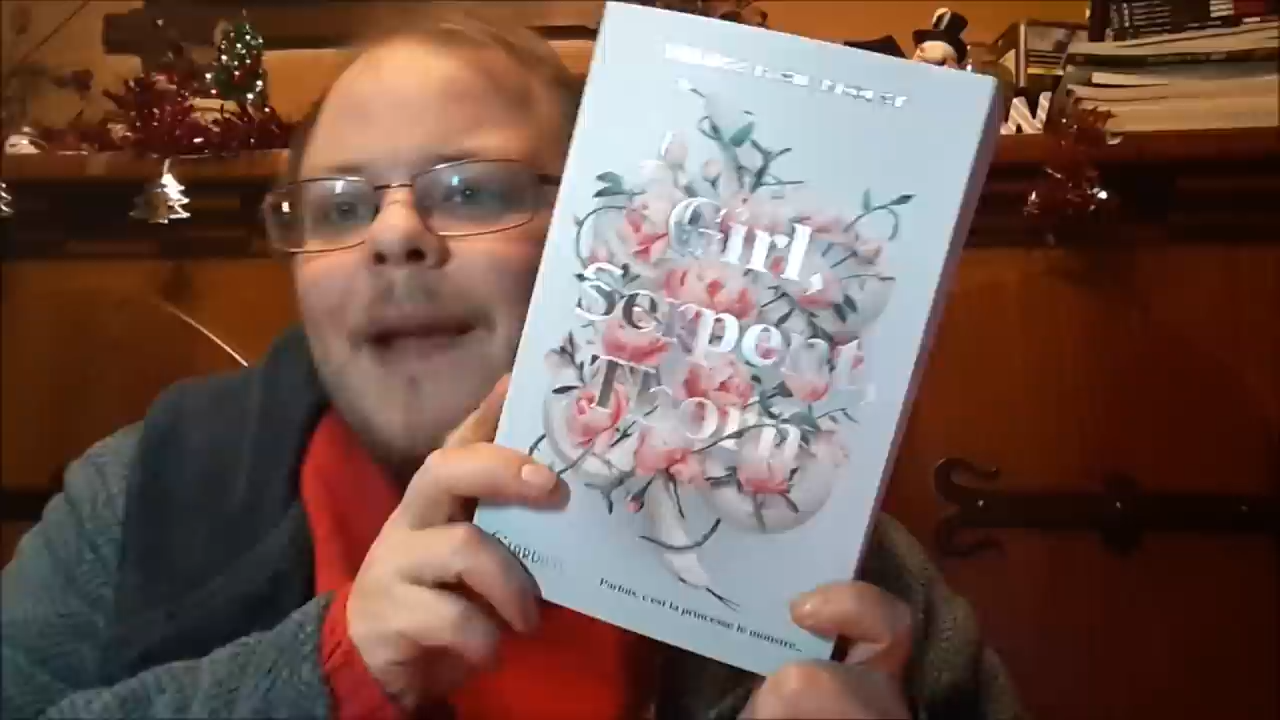 Girl,
Serpent,
Thorn
Parfois, c'est la princesse le monstre...